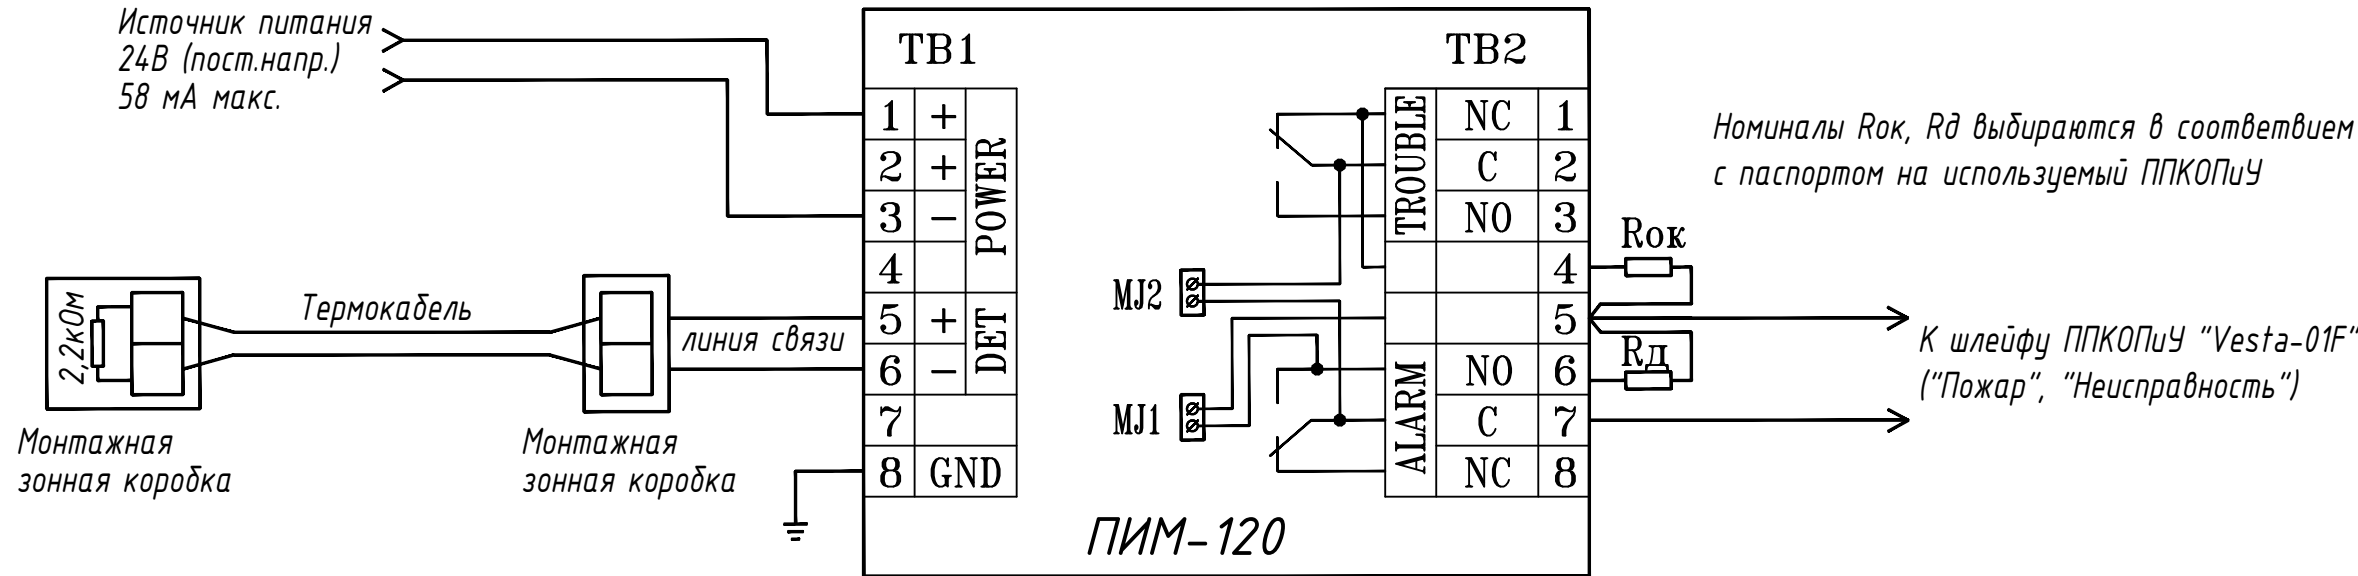 Источник питания
24В (пост.напр.)
58 мА макс.
TB1
TB2
1 +
2 +
3 −
4
POWER
5 +
6 −
DET
7
8 GND
TROUBLE
NC 1
C 2
NO 3
4
5
ALARM
NO 6
C 7
NC 8
MJ2
MJ1
ПИМ-120
Номиналы Rок, Rд выбираются в соответвием
с паспортом на используемый ППКОПиУ
Rок
Rд
К шлейфу ППКОПиУ "Vesta-01F"
("Пожар", "Неисправность")
2,2кОм
Термокабель
линия связи
Монтажная
зонная коробка
Монтажная
зонная коробка